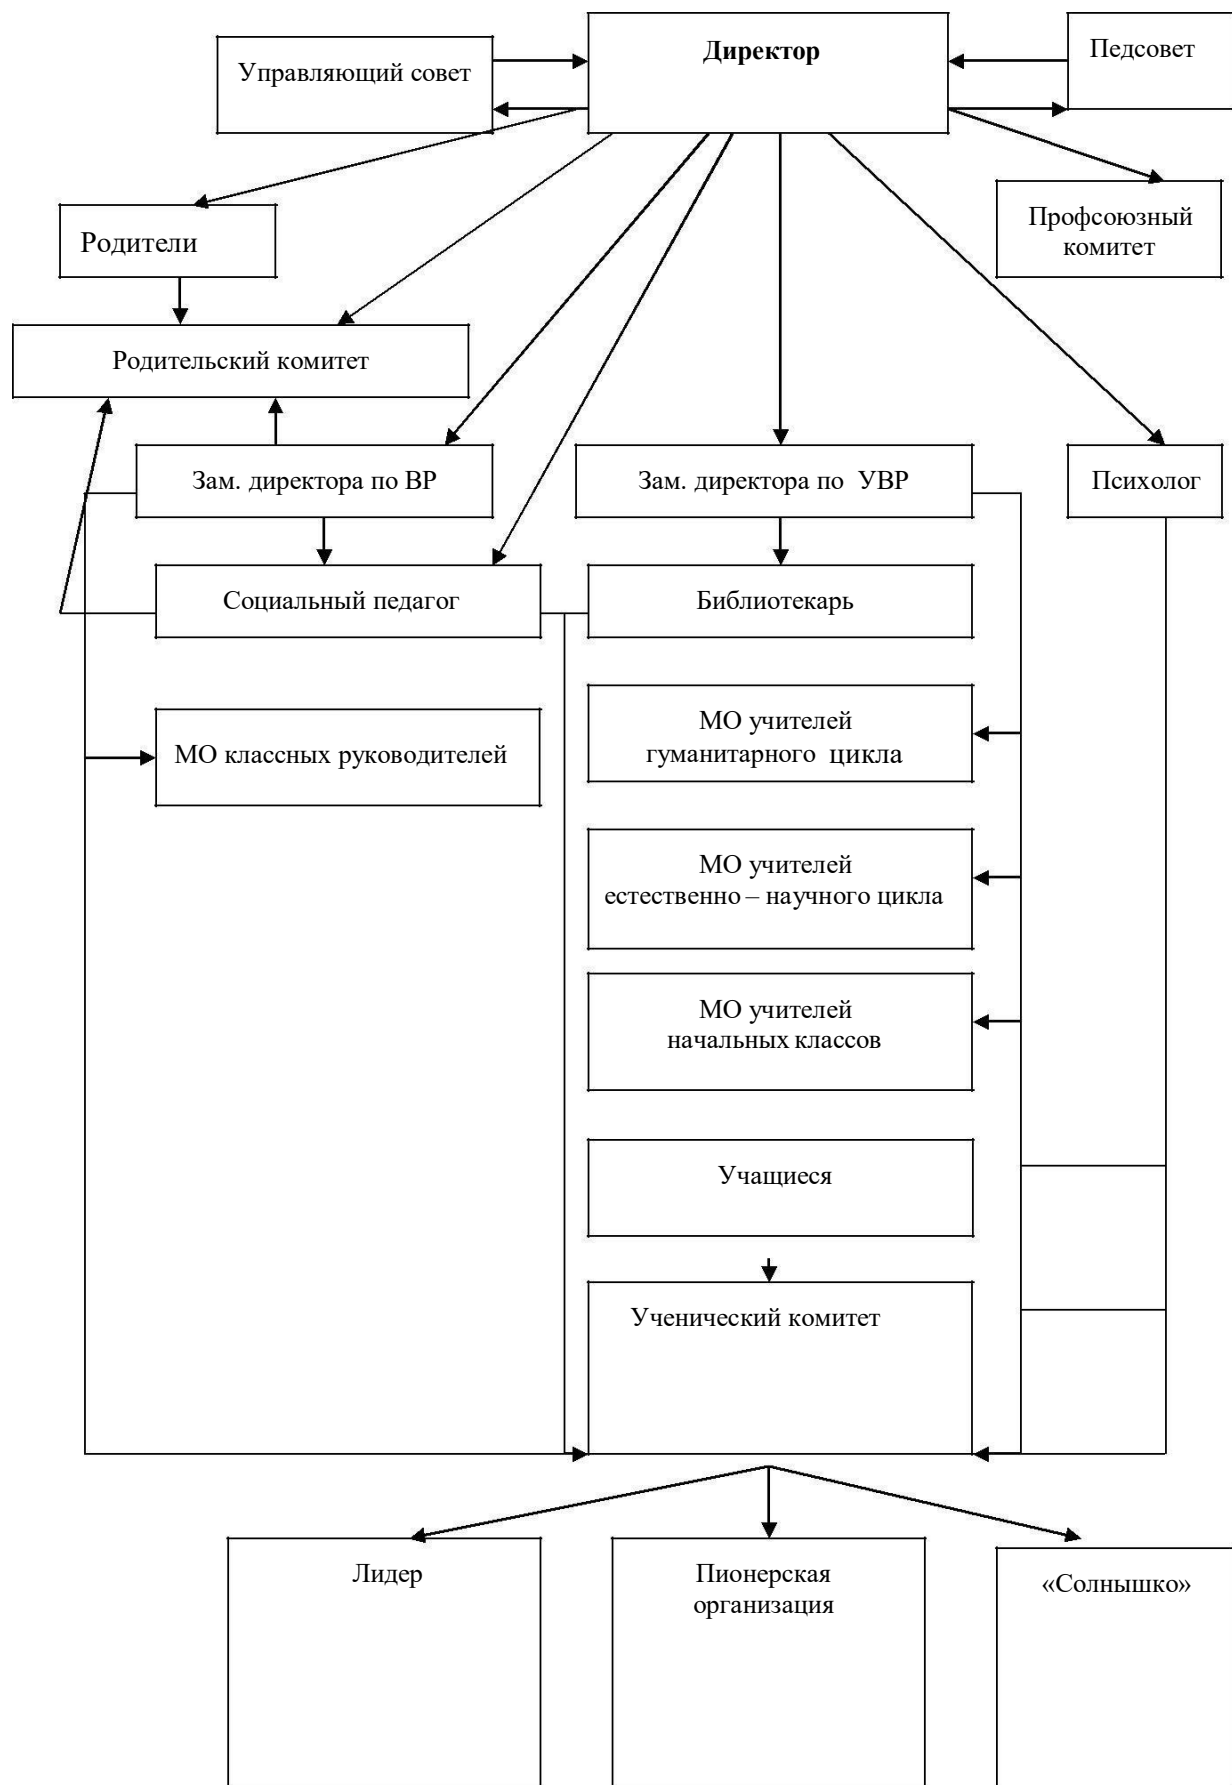 Директор
Педсовет
Управляющий совет
Профсоюзный
комитет
Родители
Родительский комитет
Зам. директора по ВР
Зам. директора по УВР
Психолог
Социальный педагог
Библиотекарь
МО учителей
гуманитарного цикла
МО классных руководителей
МО учителей
естественно – научного цикла
МО учителей
начальных классов
Учащиеся
Ученический комитет
Лидер
Пионерская
организация
«Солнышко»